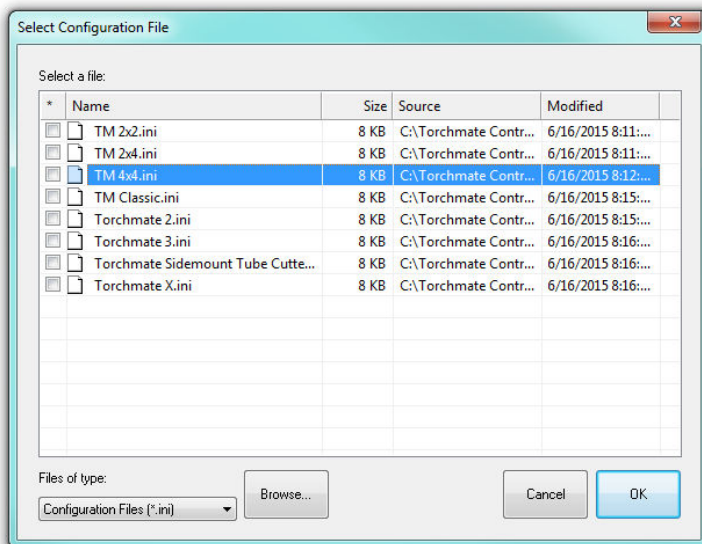 Select Configuration File
Select a file:
* Name Size Source Modified
TM 2x2.ini 8 KB C:\Torchmate Contr... 6/16/2015 8:11:...
TM 2x4.ini 8 KB C:\Torchmate Contr... 6/16/2015 8:11:...
TM 4x4.ini 8 KB C:\Torchmate Contr... 6/16/2015 8:12:...
TM Classic.ini 8 KB C:\Torchmate Contr... 6/16/2015 8:15:...
Torchmate 2.ini 8 KB C:\Torchmate Contr... 6/16/2015 8:15:...
Torchmate 3.ini 8 KB C:\Torchmate Contr... 6/16/2015 8:16:...
Torchmate Sidemount Tube Cutte... 8 KB C:\Torchmate Contr... 6/16/2015 8:16:...
Torchmate X.ini 8 KB C:\Torchmate Contr... 6/16/2015 8:16:...
Files of type:
Configuration Files (*.ini)
Browse...
Cancel
OK